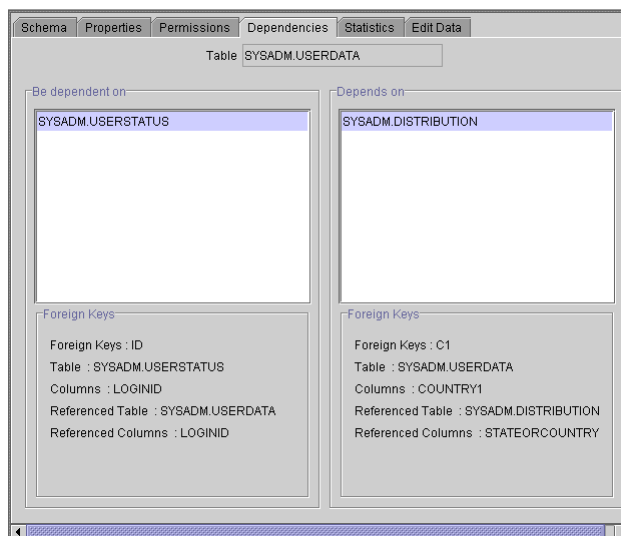 Schema Properties Permissions Dependencies Statistics Edit Data
Table SYSADM.USERDATA
Be dependent on
SYSADM.USERSTATUS
Foreign Keys
Foreign Keys : ID
Table : SYSADM.USERSTATUS
Columns : LOGINID
Referenced Table : SYSADM.USERDATA
Referenced Columns : LOGINID
Depends on
SYSADM.DISTRIBUTION
Foreign Keys
Foreign Keys : C1
Table : SYSADM.USERDATA
Columns : COUNTRY1
Referenced Table : SYSADM.DISTRIBUTION
Referenced Columns : STATEORCOUNTRY